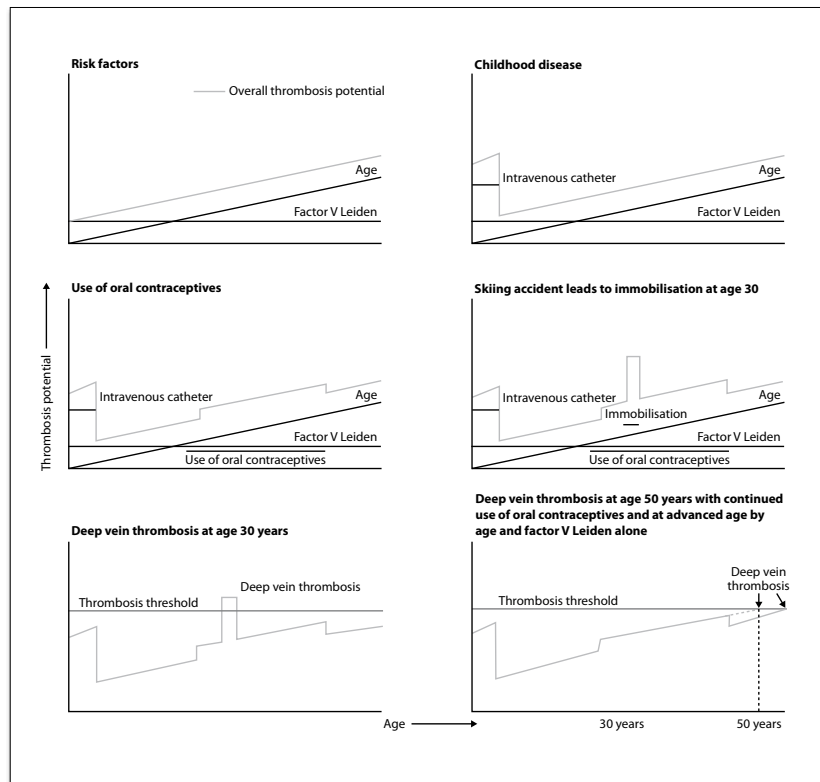 Risk factors
Overall thrombosis potential
Age
Factor V Leiden
Childhood disease
Intravenous catheter
Age
Factor V Leiden
Thrombosis potential
Use of oral contraceptives
Intravenous catheter
Age
Factor V Leiden
Use of oral contraceptives
Skiing accident leads to immobilisation at age 30
Intravenous catheter
Age
Immobilisation
Factor V Leiden
Use of oral contraceptives
Deep vein thrombosis at age 30 years
Deep vein thrombosis
Thrombosis threshold
Deep vein thrombosis at age 50 years with continued
use of oral contraceptives and at advanced age by
age and factor V Leiden alone
Deep vein
thrombosis
Thrombosis threshold
Age
30 years
50 years